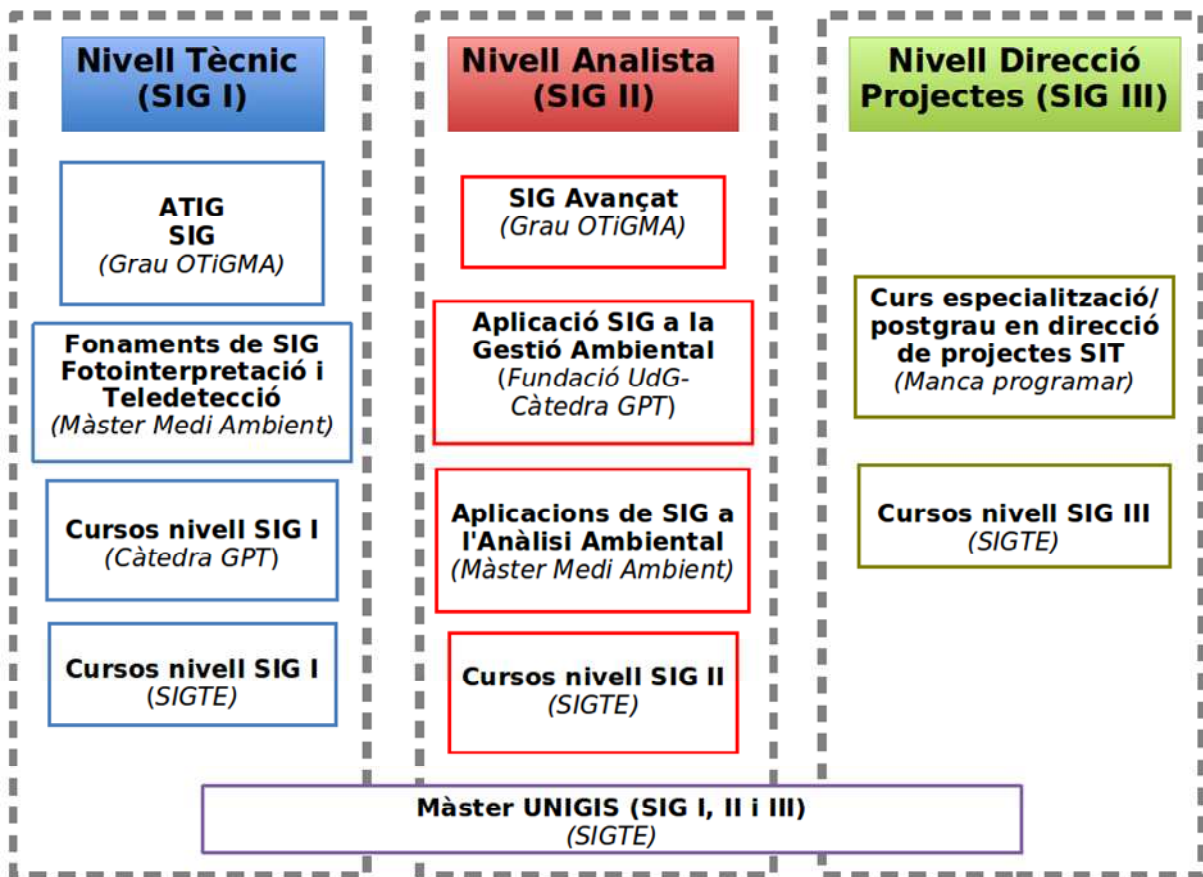 Nivell Tècnic
(SIG I)
ATIG
SIG
(Grau OTiGMA)
Fonaments de SIG
Fotointerpretació i
Teledetecció
(Màster Medi Ambient)
Cursos nivell SIG I
(Càtedra GPT)
Cursos nivell SIG I
(SIGTE)
Nivell Analista
(SIG II)
SIG Avançat
(Grau OTiGMA)
Aplicació SIG a la
Gestió Ambiental
(Fundació UdG-
Càtedra GPT)
Aplicacions de SIG a
l'Anàlisi Ambiental
(Màster Medi Ambient)
Cursos nivell SIG II
(SIGTE)
Nivell Direcció
Projectes (SIG III)
Curs especialització/
postgrau en direcció
de projectes SIT
(Manca programar)
Cursos nivell SIG III
(SIGTE)
Màster UNIGIS (SIG I, II i III)
(SIGTE)